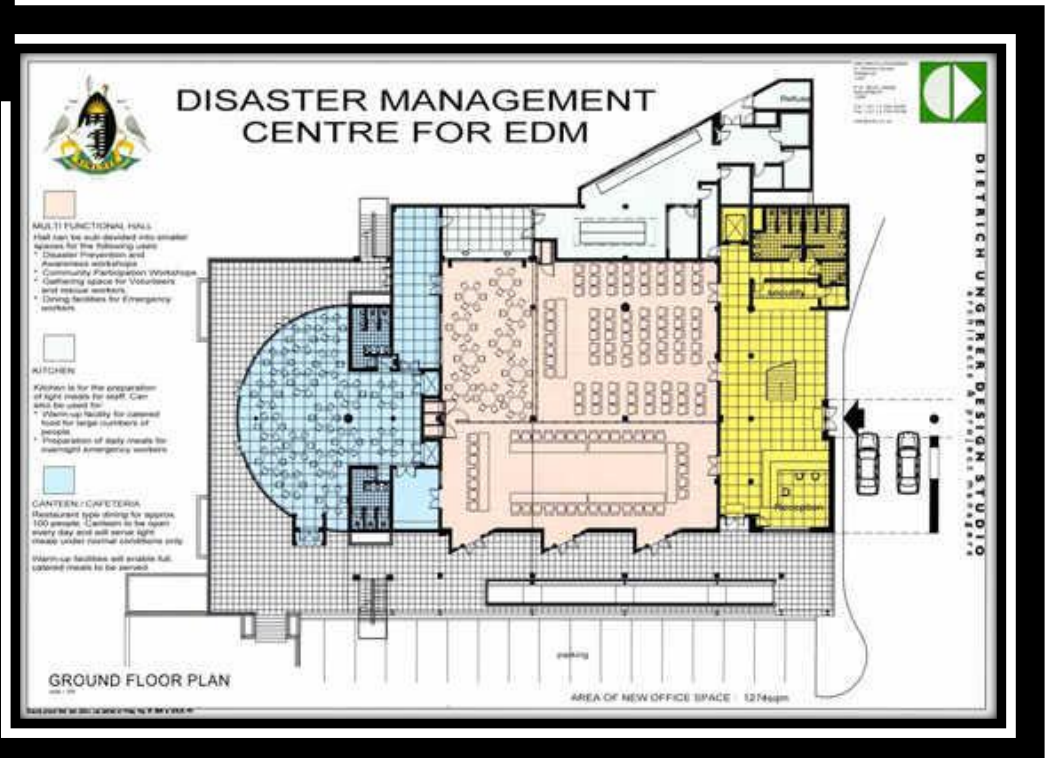 DISASTER MANAGEMENT
CENTRE FOR EDM
Refuse
MULTI FUNCTIONAL HALL
Hall can be sub-devided into smaller
spaces for the following uses
* Disaster Prevention and
Awareness workshops
* Community Participation Workshops
* Gathering space for Volunteers
and rescue workers.
* Dining facilities for Emergency
workers
KITCHEN
Kitchen is for the preparation
of light meals for staff. Can
also be used for:
* Warm-up facility for catered
food for large numbers of
people
* Preparation of daily meals for
overnight emergency workers
CANTEEN / CAFETERIA
Restaurant type dining for approx.
100 people. Canteen to be open
every day and will serve light
meals under normal conditions only
Warm-up facilities will enable full
catered meals to be served
Security
Reception
parking
GROUND FLOOR PLAN
AREA OF NEW OFFICE SPACE : 1274sqm
DIETRICH UNGERER DESIGN STUDIO
architects & project managers